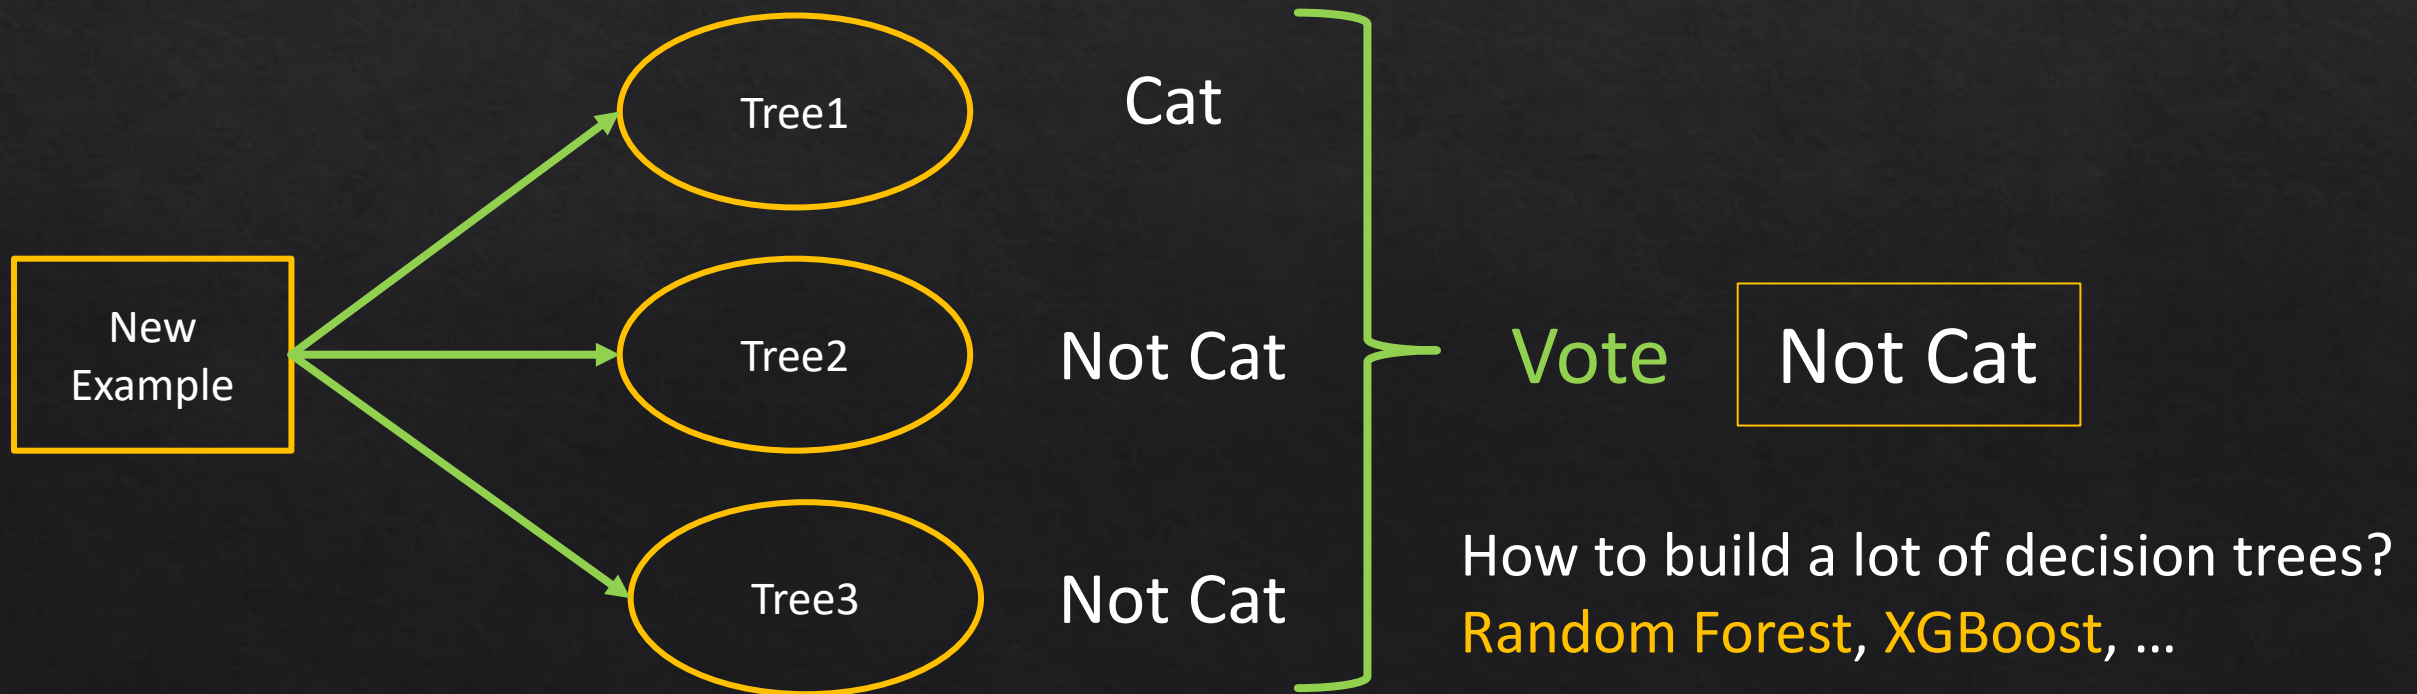 New
Example
Tree1
Cat
Tree2
Not Cat
Tree3
Not Cat
Vote
Not Cat
How to build a lot of decision trees?
Random Forest, XGBoost, ...